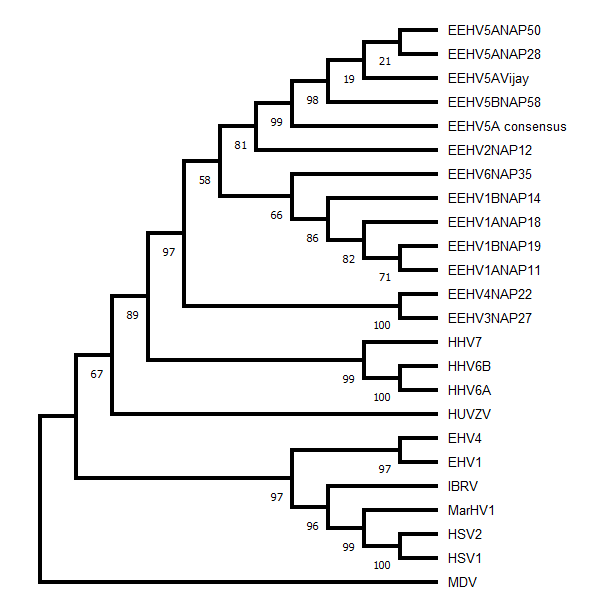 EEHV5ANAP50
EEHV5ANAP28
21
EEHV5AVijay
19
EEHV5BNAP58
98
EEHV5A consensus
99
EEHV2NAP12
81
EEHV6NAP35
58
EEHV1BNAP14
66
EEHV1ANAP18
86
EEHV1BNAP19
82
EEHV1ANAP11
71
97
EEHV4NAP22
EEHV3NAP27
89
100
HHV7
HHV6B
67
99
HHV6A
100
HUVZV
EHV4
EHV1
97
IBRV
97
MarHV1
96
HSV2
99
HSV1
100
MDV